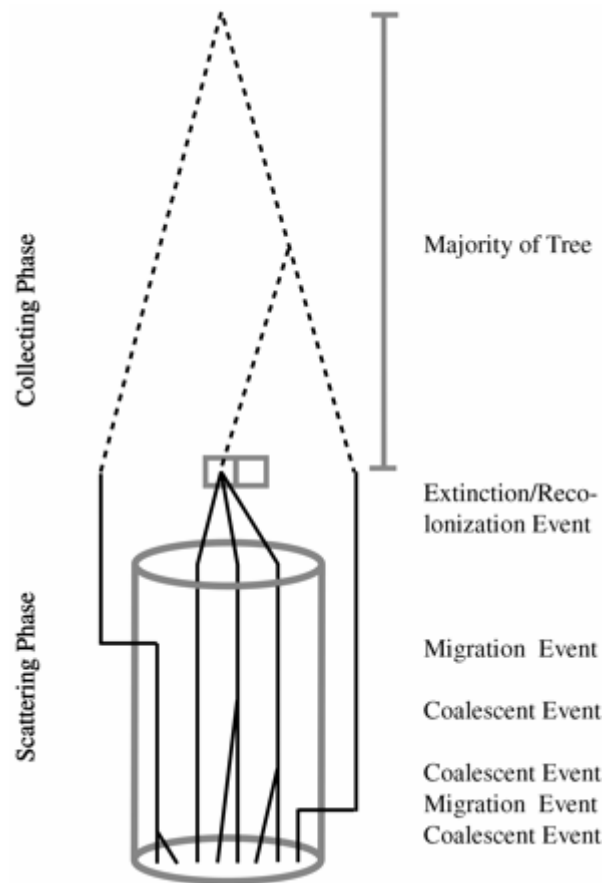 Collecting Phase
Majority of Tree
Extinction/Reco-
lonization Event
Scattering Phase
Migration Event
Coalescent Event
Coalescent Event
Migration Event
Coalescent Event